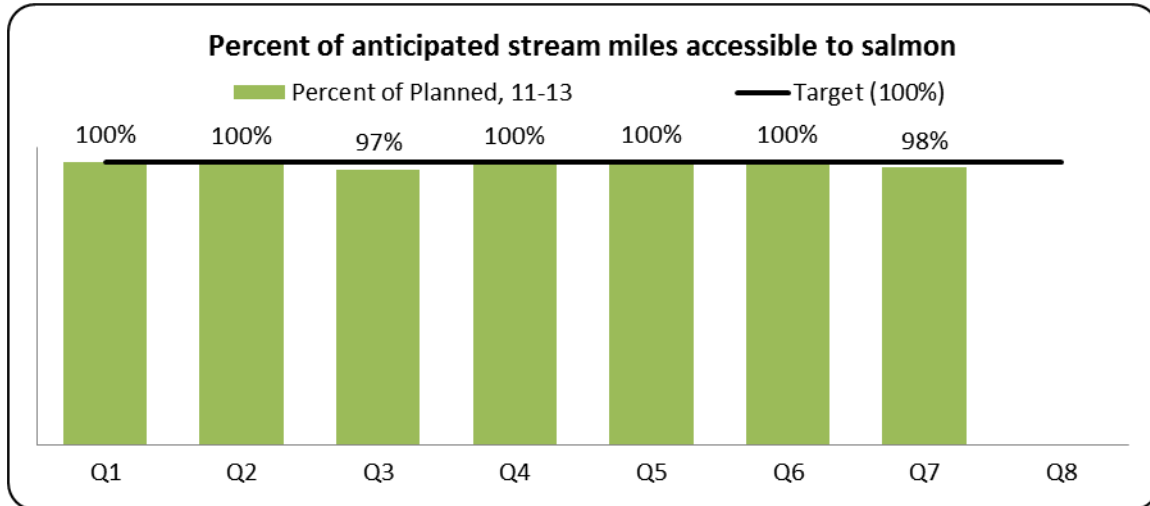 Percent of anticipated stream miles accessible to salmon
Percent of Planned, 11-13 Target (100%)
100% 100% 97% 100% 100% 100% 98%
Q1 Q2 Q3 Q4 Q5 Q6 Q7 Q8